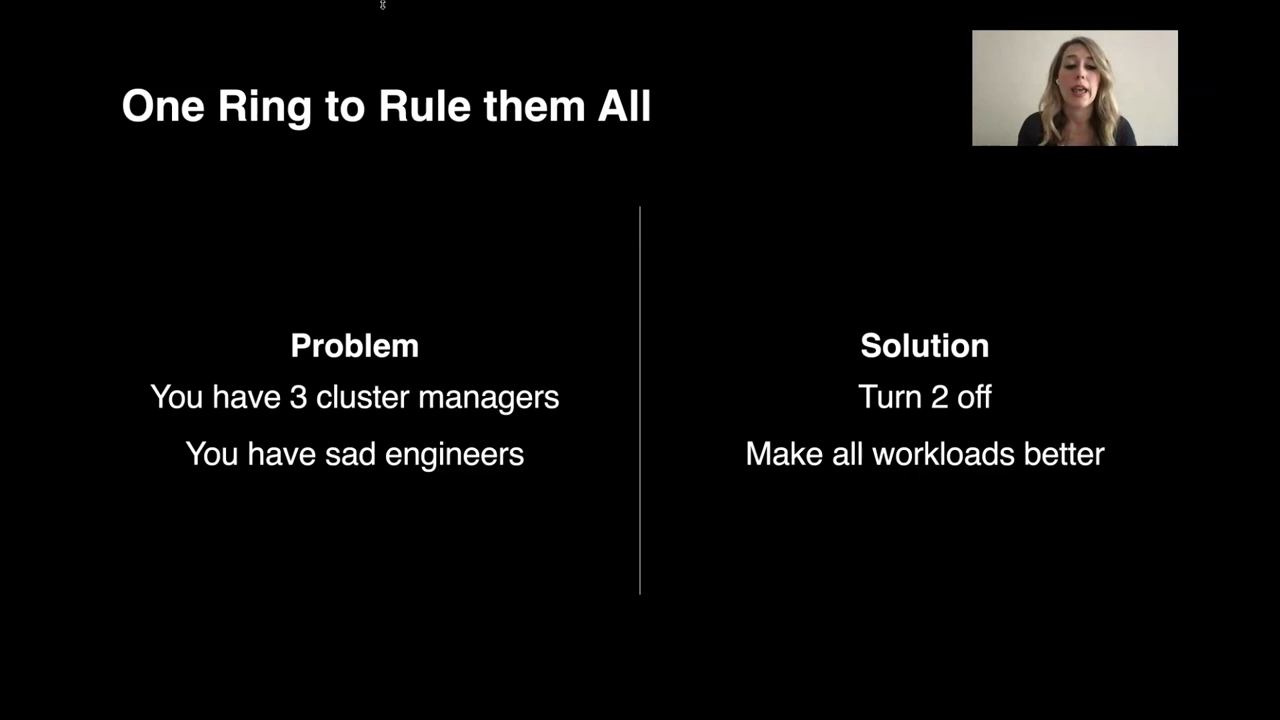 One Ring to Rule them All
Problem
You have 3 cluster managers
You have sad engineers
Solution
Turn 2 off
Make all workloads better